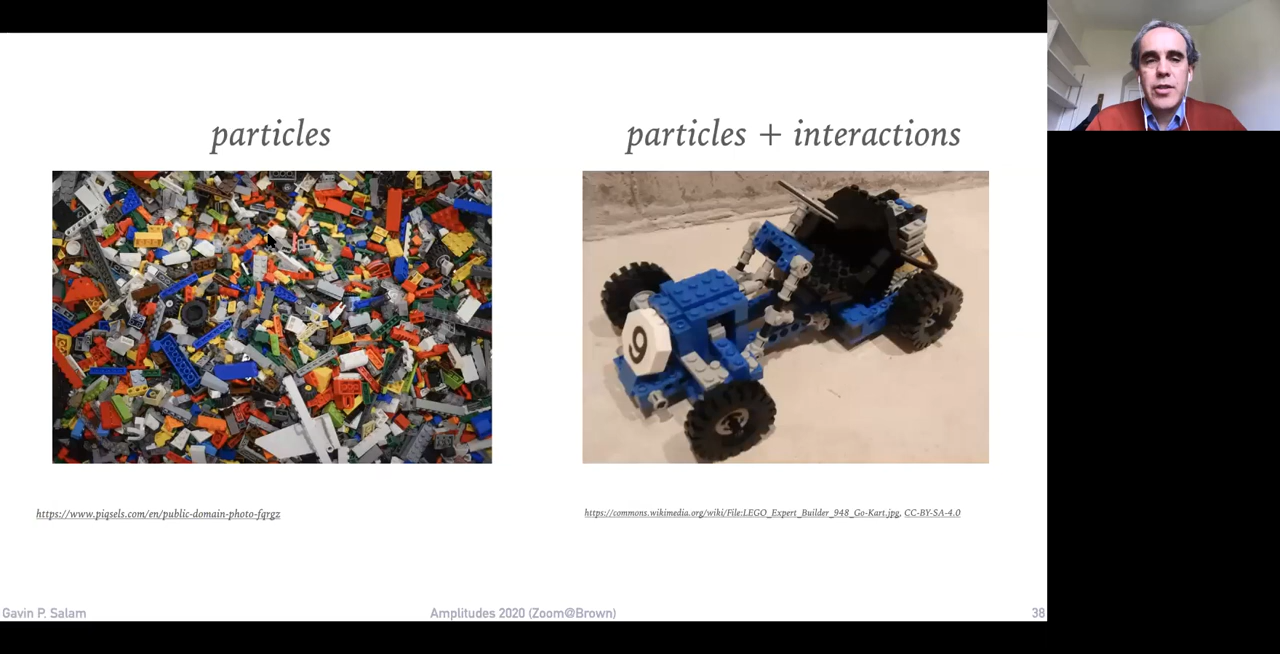 particles
particles + interactions
9
https://www.piqsels.com/en/public-domain-photo-fqrgz
https://commons.wikimedia.org/wiki/File:LEGO_Expert_Builder_948_Go-Kart.jpg, CC-BY-SA-4.0
Gavin P. Salam
Amplitudes 2020 (Zoom@Brown)
38